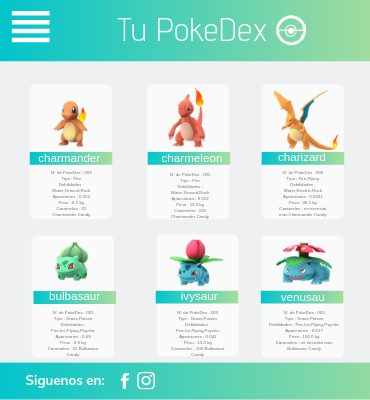 Tu PokeDex
charmander
N° de PokeDex : 004
Tipo : Fire
Debilidades :
Water,Ground,Rock
Apariciones : 0.253
Peso : 8.5 kg
Caramelos : 25
Charmander Candy
charmeleon
N° de PokeDex : 005
Tipo : Fire
Debilidades :
Water,Ground,Rock
Apariciones : 0.012
Peso : 19.0 kg
Caramelos : 100
Charmander Candy
charizard
N° de PokeDex : 006
Tipo : Fire,Flying
Debilidades :
Water,Electric,Rock
Apariciones : 0.0031
Peso : 90.5 kg
Caramelos : no necesita
mas Charmander Candy
bulbasaur
N° de PokeDex : 001
Tipo : Grass,Poison
Debilidades :
Fire,Ice,Flying,Psychic
Apariciones : 0.69
Peso : 6.9 kg
Caramelos : 25 Bulbasaur
Candy
ivysaur
N° de PokeDex : 002
Tipo : Grass,Poison
Debilidades :
Fire,Ice,Flying,Psychic
Apariciones : 0.042
Peso : 13.0 kg
Caramelos : 100 Bulbasaur
Candy
venusau
N° de PokeDex : 003
Tipo : Grass,Poison
Debilidades : Fire,Ice,Flying,Psychic
Apariciones : 0.017
Peso : 100.0 kg
Caramelos : no necesita mas
Bulbasaur Candy
Siguenos en: